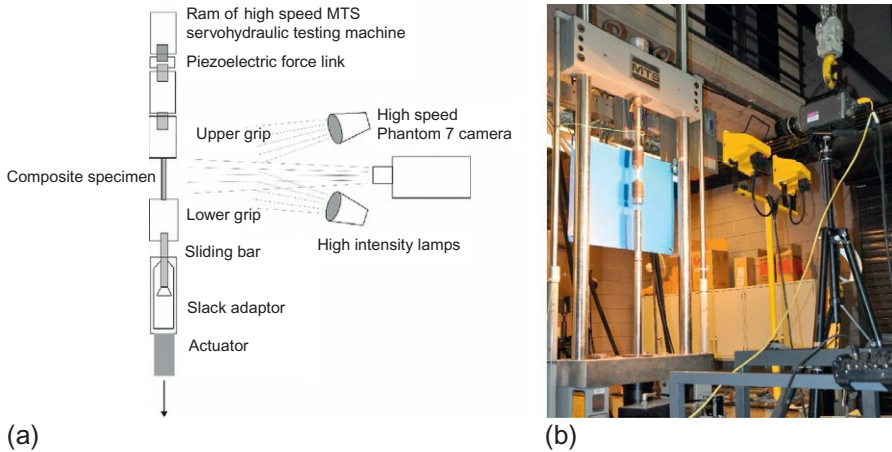 Ram of high speed MTS
servohydraulic testing machine
Piezoelectric force link
Upper grip
High speed
Phantom 7 camera
Composite specimen
Lower grip
High intensity lamps
Sliding bar
Slack adaptor
Actuator
(a)
MTS
(b)